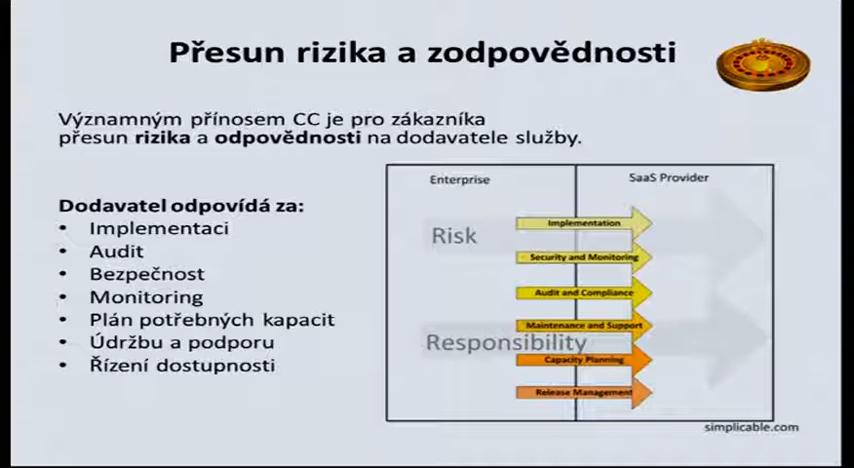 Přesun rizika a zodpovědnosti
Významným přínosem CC je pro zákazníka
přesun rizika a odpovědnosti na dodavatele služby.
Dodavatel odpovídá za:
• Implementaci
• Audit
• Bezpečnost
• Monitoring
• Plán potřebných kapacit
• Údržbu a podporu
• Řízení dostupnosti
Enterprise
SaaS Provider
Risk
Responsibility
Implementation
Security and Monitoring
Audit and Compliance
Maintenance and Support
Capacity Planning
Release Management
simplicable.com